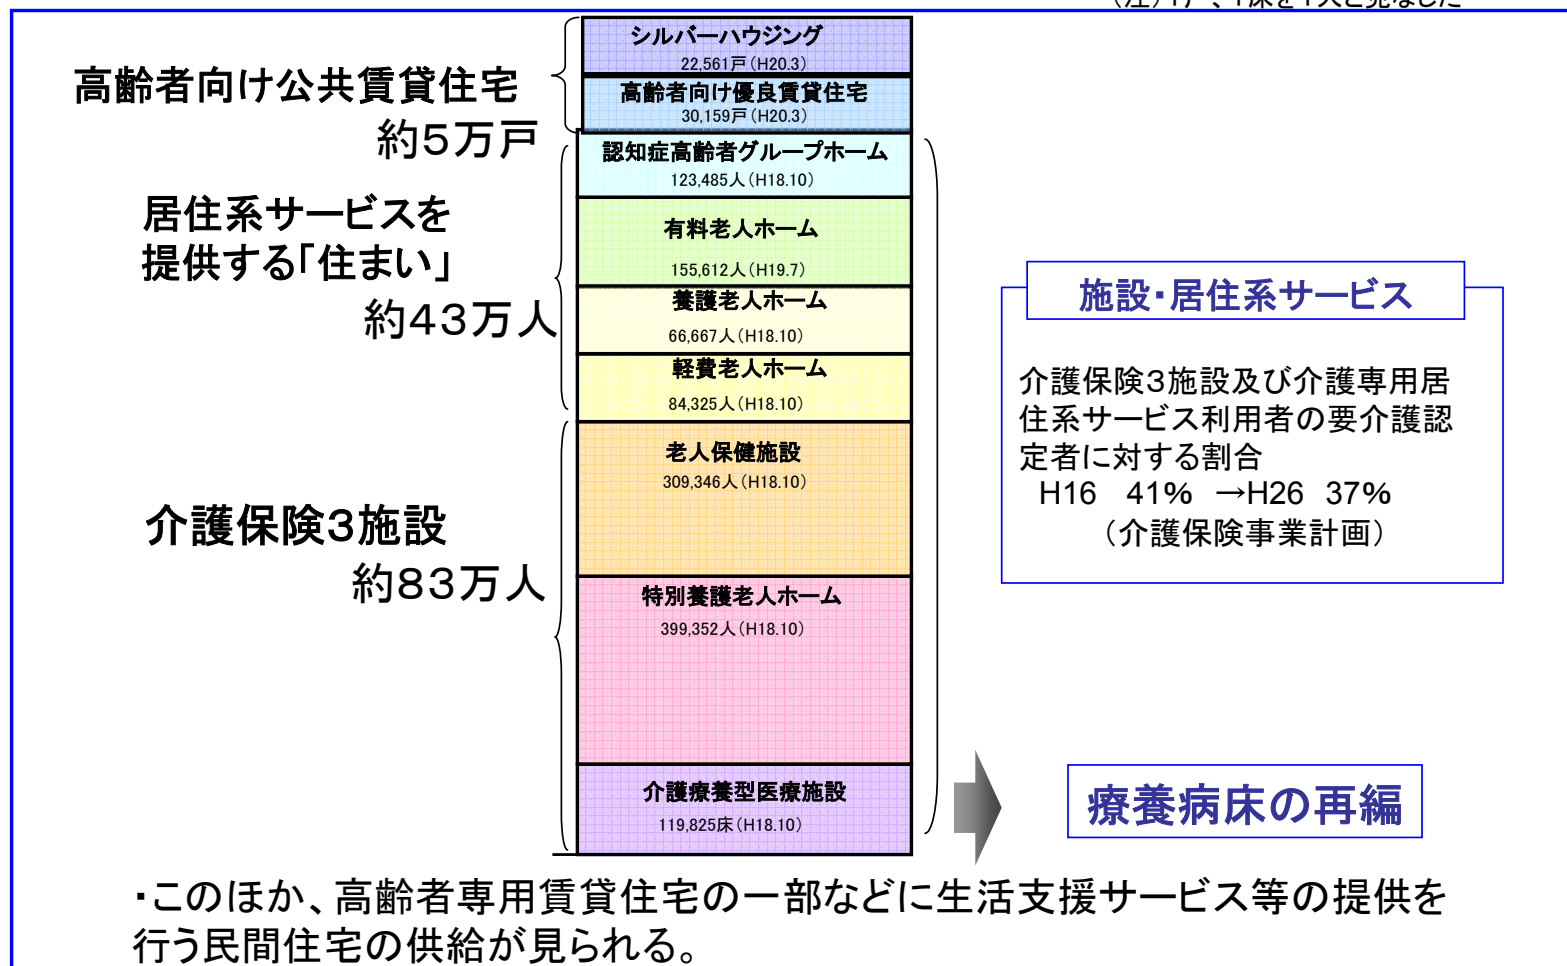 高齢者向け公共賃貸住宅
約5万戸
居住系サービスを
提供する「住まい」
約43万人
介護保険3施設
約83万人
シルバーハウジング
22,561戸(H20.3)
高齢者向け優良賃貸住宅
30,159戸(H20.3)
認知症高齢者グループホーム
123,485人(H18.10)
有料老人ホーム
155,612人(H19.7)
養護老人ホーム
66,667人(H18.10)
軽費老人ホーム
84,325人(H18.10)
老人保健施設
309,346人(H18.10)
特別養護老人ホーム
399,352人(H18.10)
介護療養型医療施設
119,825床(H18.10)
施設・居住系サービス
介護保険3施設及び介護専用居
住系サービス利用者の要介護認
定者に対する割合
H16 41% →H26 37%
(介護保険事業計画)
療養病床の再編
・このほか、高齢者専用賃貸住宅の一部などに生活支援サービス等の提供を
行う民間住宅の供給が見られる。